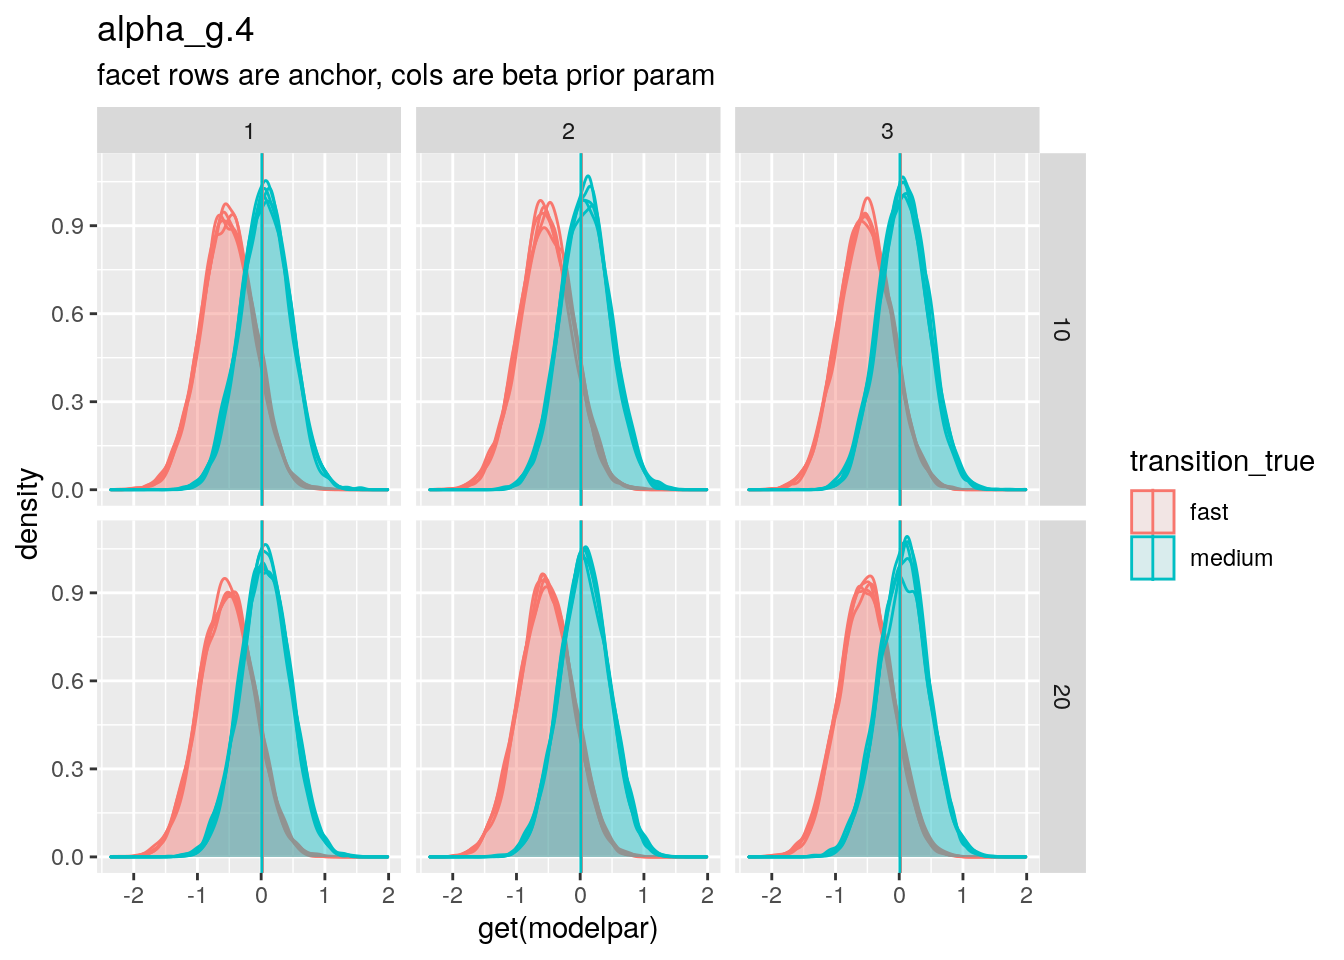 alpha_g.4
facet rows are anchor, cols are beta prior param
1 2 3
0.9
0.6
0.3
0.0
10
0.9
0.6
0.3
0.0
20
-2 -1 0 1 2 -2 -1 0 1 2 -2 -1 0 1 2
get(modelpar)
density
transition_true
fast
medium